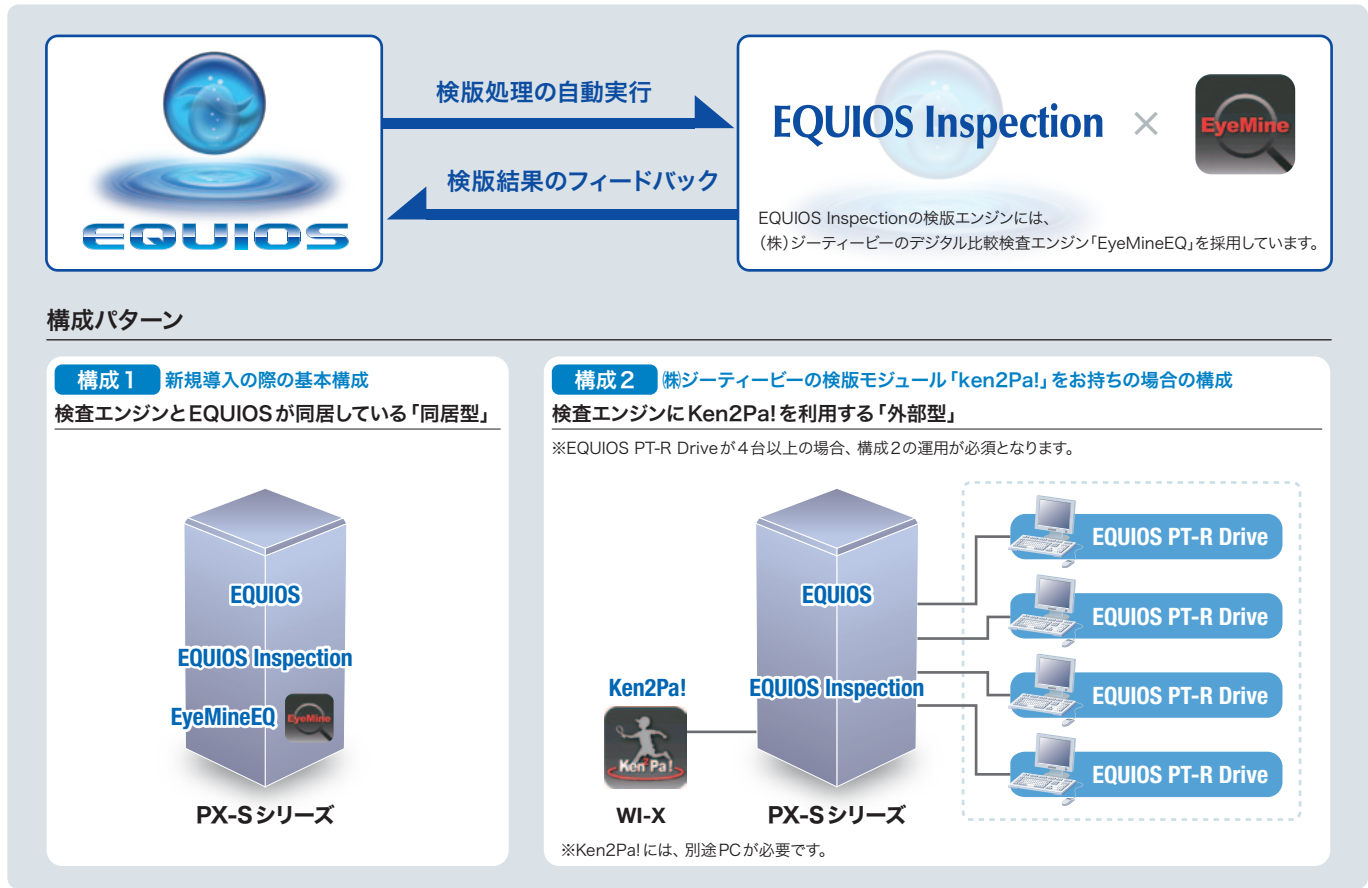 EQUIOS
検版処理の自動実行
検版結果のフィードバック
EQUIOS Inspection × EyeMine
EQUIOS Inspectionの検版エンジンには、
(株)ジーティービーのデジタル比較検査エンジン「EyeMineEQ」を採用しています。
構成パターン
構成1 新規導入の際の基本構成
検査エンジンとEQUIOSが同居している「同居型」
EQUIOS
EQUIOS Inspection
EyeMineEQ EyeMine
PX-Sシリーズ
構成2 ㈱ジーティービーの検版モジュール「ken2Pa!」をお持ちの場合の構成
検査エンジンにKen2Pa!を利用する「外部型」
※EQUIOS PT-R Driveが4台以上の場合、構成2の運用が必須となります。
Ken2Pa!
Ken2Pa!
WI-X
EQUIOS
EQUIOS Inspection
PX-Sシリーズ
EQUIOS PT-R Drive
EQUIOS PT-R Drive
EQUIOS PT-R Drive
EQUIOS PT-R Drive
※Ken2Pa!には、別途PCが必要です。